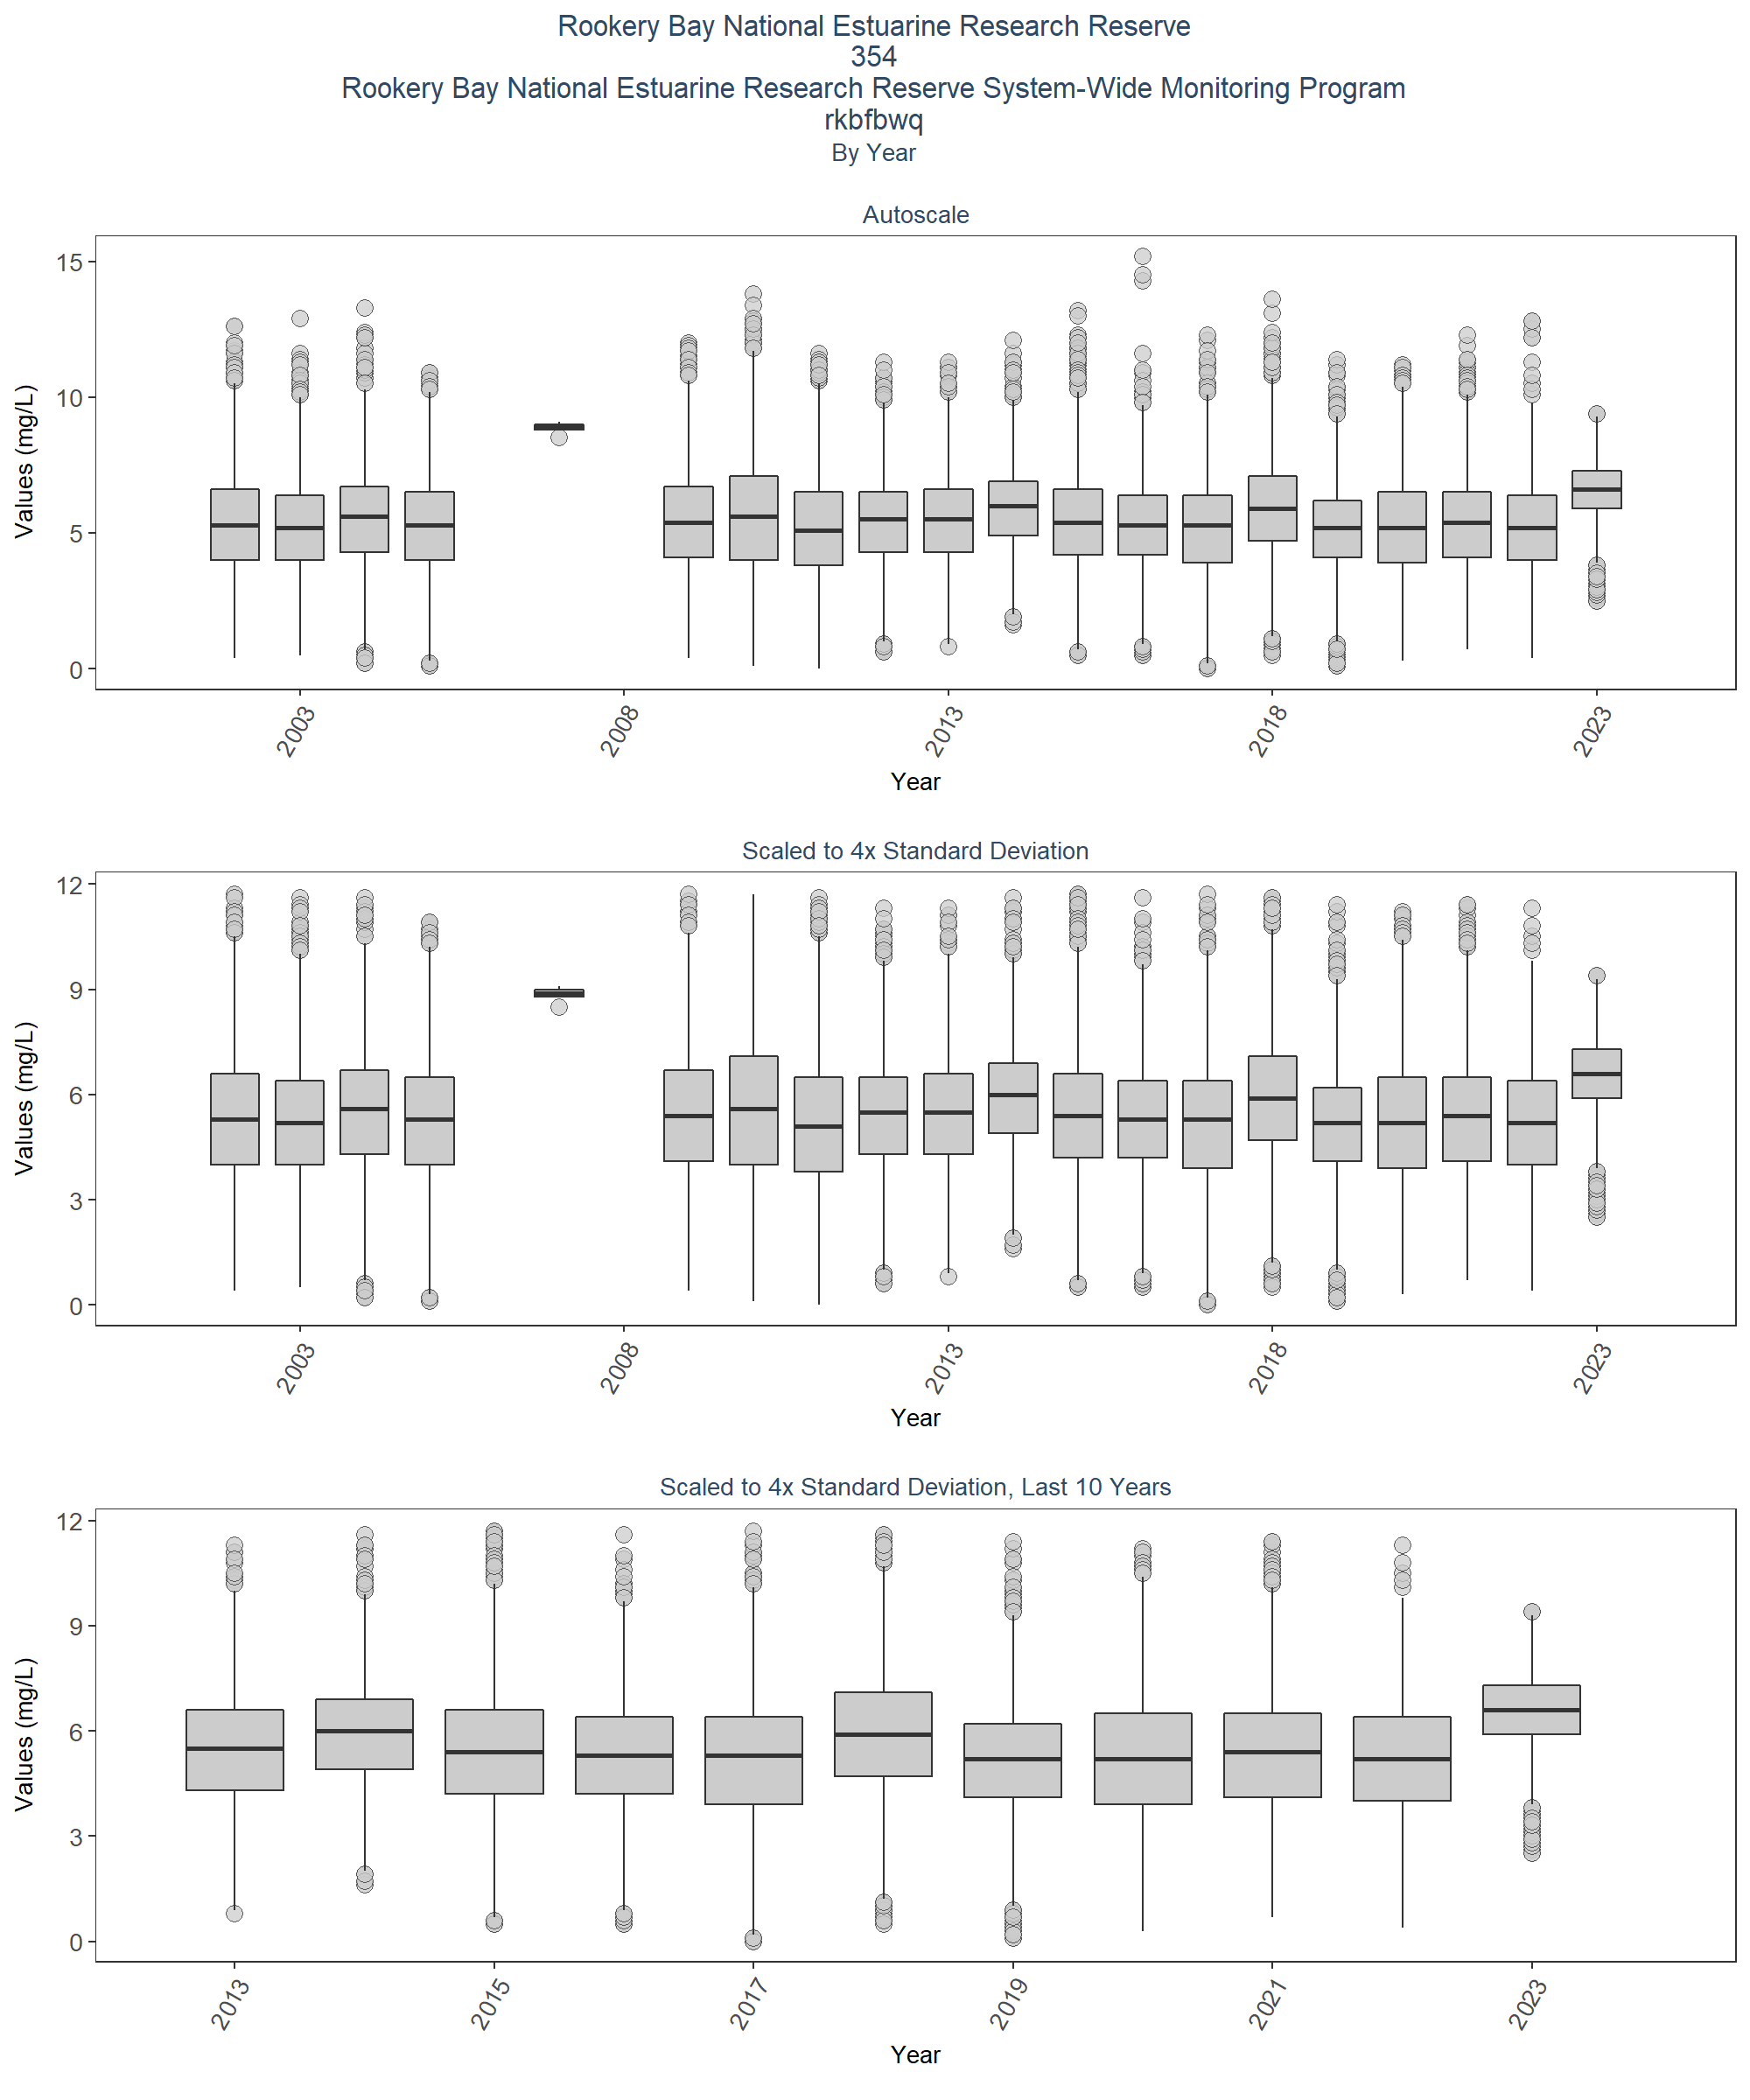 Rookery Bay National Estuarine Research Reserve
354
Rookery Bay National Estuarine Research Reserve System-Wide Monitoring Program
rkbfbwq
By Year
Autoscale
Values (mg/L)
15
10
5
0
2003
2008
2013
2018
2023
Year
Scaled to 4x Standard Deviation
Values (mg/L)
12
9
6
3
0
2003
2008
2013
2018
2023
Year
Scaled to 4x Standard Deviation, Last 10 Years
Values (mg/L)
12
9
6
3
0
2013
2015
2017
2019
2021
2023
Year